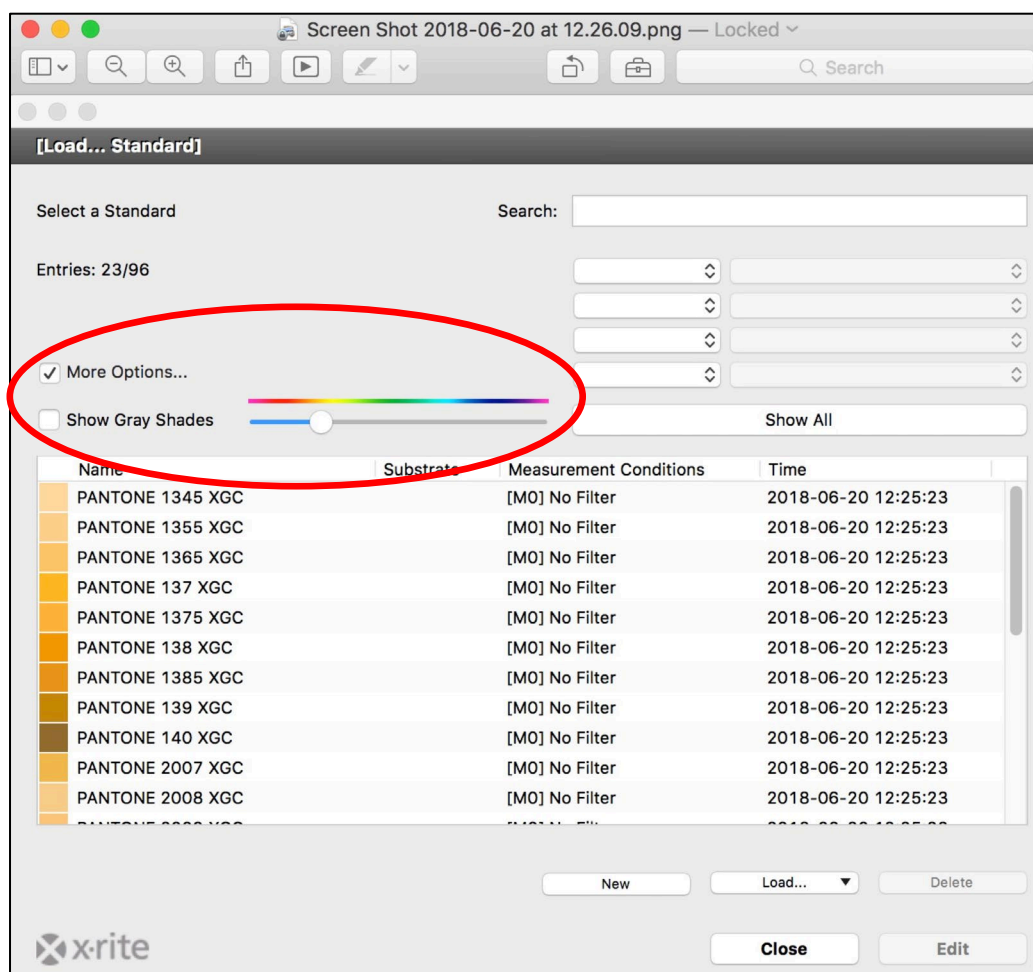 Screen Shot 2018-06-20 at 12.26.09.png — Locked
Search
[Load... Standard]
Select a Standard Search:
Entries: 23/96
More Options...
Show Gray Shades Show All
Name Substrate Measurement Conditions Time
PANTONE 1345 XGC [M0] No Filter 2018-06-20 12:25:23
PANTONE 1355 XGC [M0] No Filter 2018-06-20 12:25:23
PANTONE 1365 XGC [M0] No Filter 2018-06-20 12:25:23
PANTONE 137 XGC [M0] No Filter 2018-06-20 12:25:23
PANTONE 1375 XGC [M0] No Filter 2018-06-20 12:25:23
PANTONE 138 XGC [M0] No Filter 2018-06-20 12:25:23
PANTONE 1385 XGC [M0] No Filter 2018-06-20 12:25:23
PANTONE 139 XGC [M0] No Filter 2018-06-20 12:25:23
PANTONE 140 XGC [M0] No Filter 2018-06-20 12:25:23
PANTONE 2007 XGC [M0] No Filter 2018-06-20 12:25:23
PANTONE 2008 XGC [M0] No Filter 2018-06-20 12:25:23
New Load... Delete
x·rite Close Edit